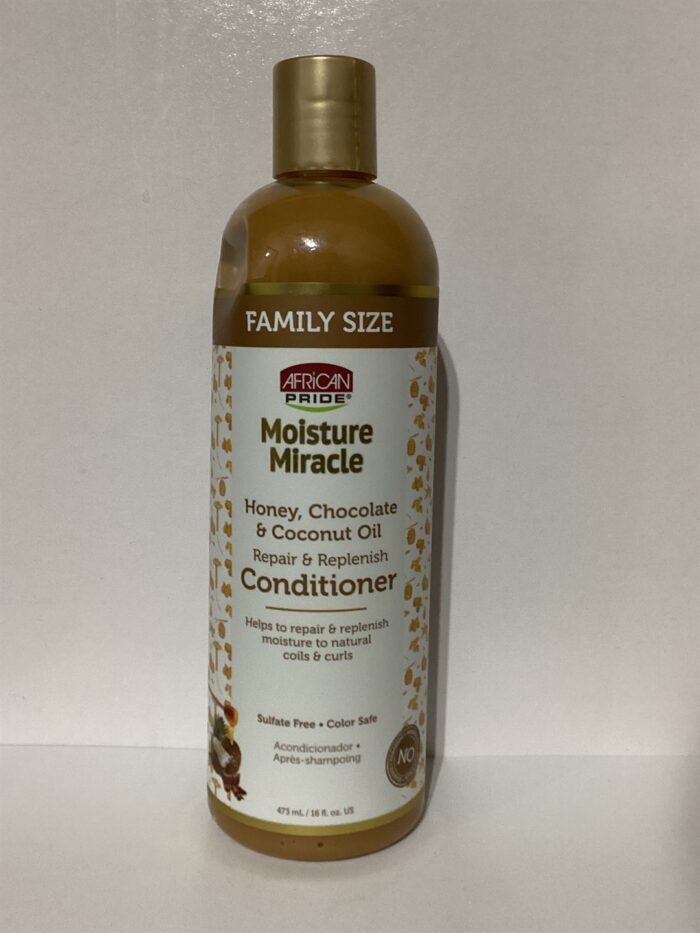 FAMILY SIZE
AFRICAN
PRIDE®
Moisture
Miracle
Honey, Chocolate
& Coconut Oil
Repair & Replenish
Conditioner
Helps to repair & replenish
moisture to natural
coils & curls
Sulfate Free • Color Safe
Acondicionador •
Après-shampoing
NO
473 mL / 16 fl. oz. US